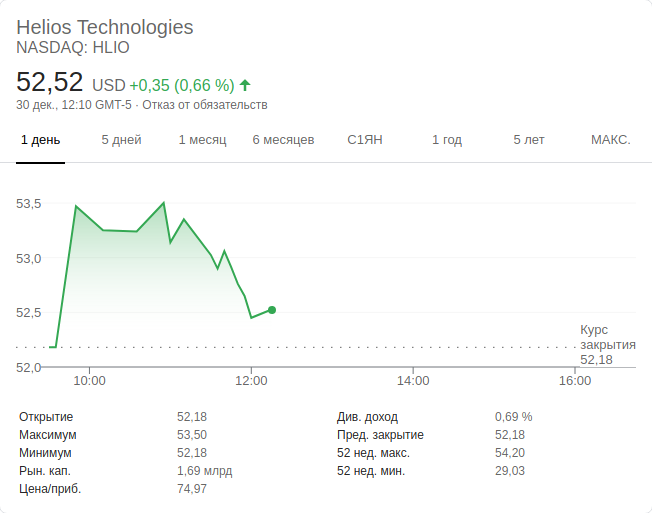 Helios Technologies
NASDAQ: HLIO
52,52 USD +0,35 (0,66 %)
30 дек., 12:10 GMT-5 · Отказ от обязательств
1 день 5 дней 1 месяц 6 месяцев С1ЯН 1 год 5 лет МАКС.
53,5
53,0
52,5
52,0
Курс
закрытия
52,18
10:00 12:00 14:00 16:00
Открытие 52,18 Див. доход 0,69 %
Максимум 53,50 Пред. закрытие 52,18
Минимум 52,18 52 нед. макс. 54,20
Рын. кап. 1,69 млрд 52 нед. мин. 29,03
Цена/приб. 74,97